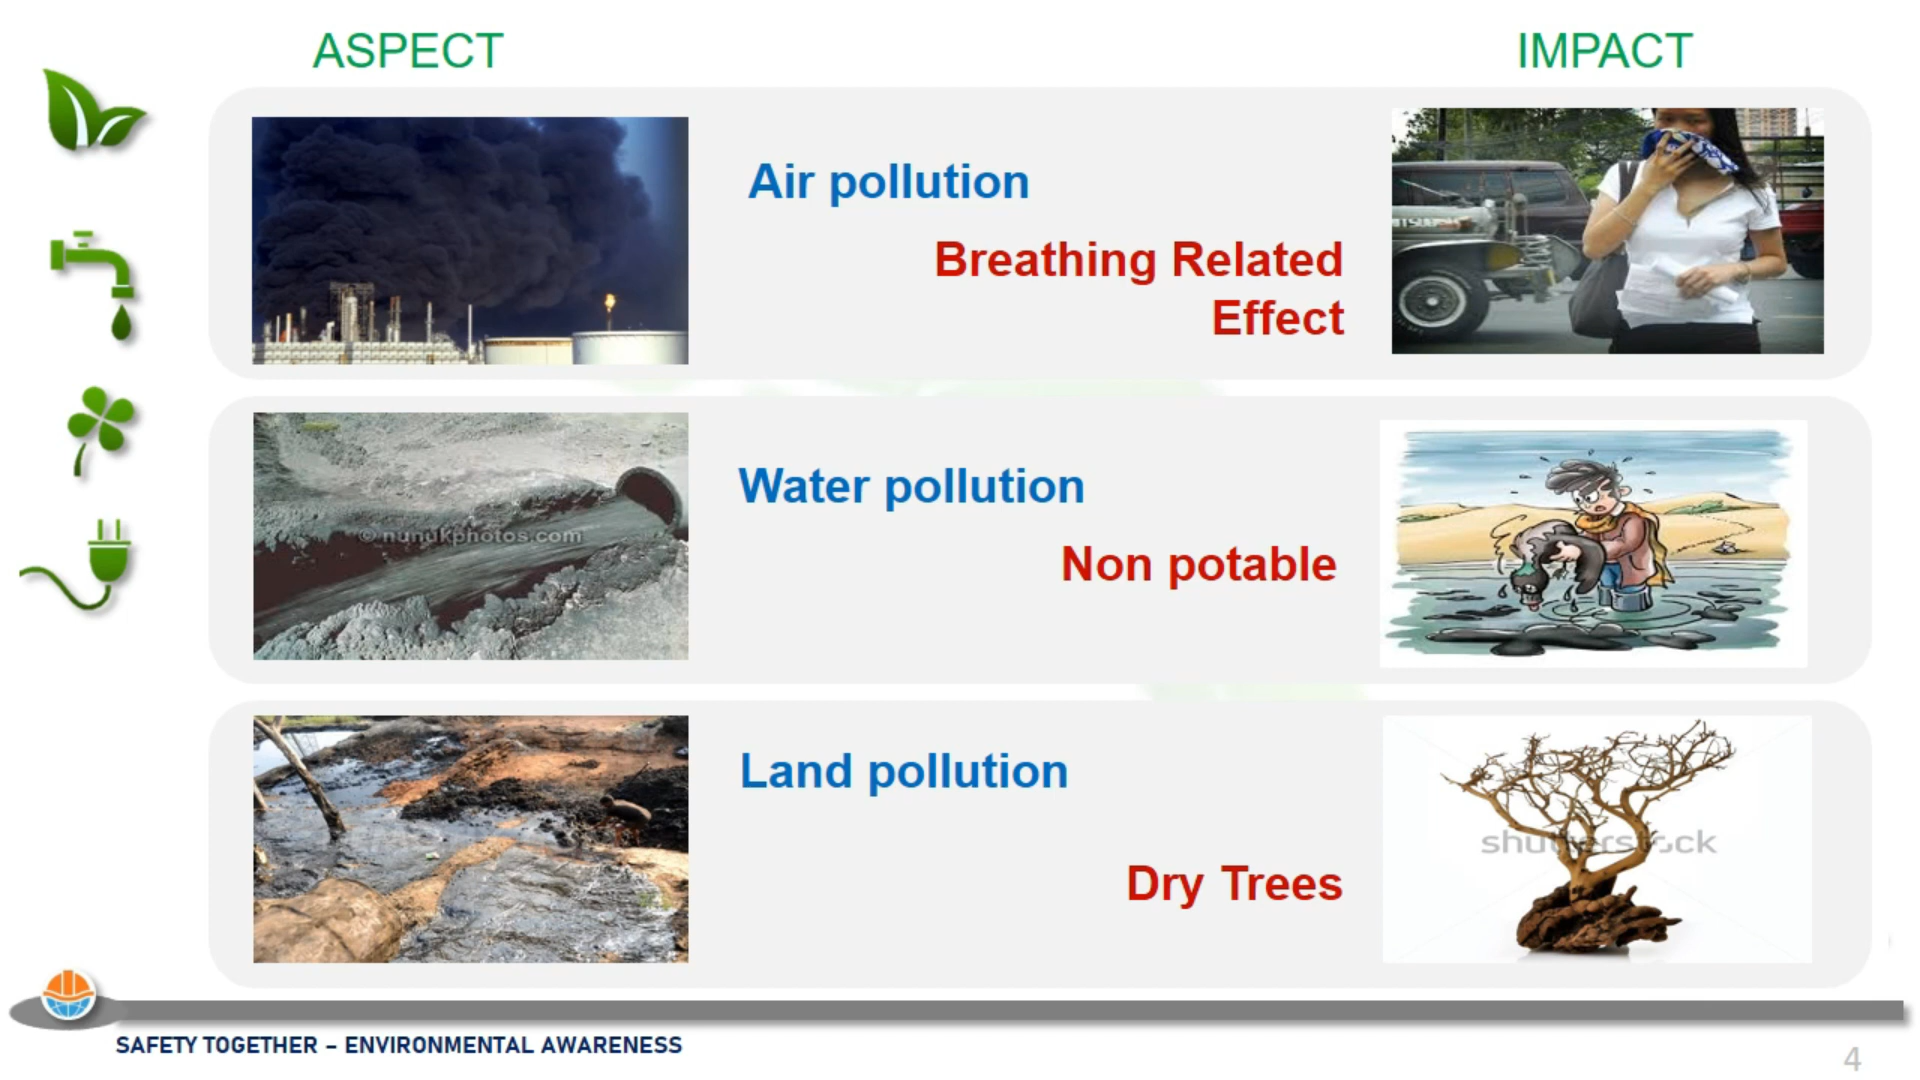 ASPECT
IMPACT
Air pollution
Breathing Related
Effect
© nunukphotos.com
Water pollution
Non potable
Land pollution
Dry Trees
shutterstock
SAFETY TOGETHER – ENVIRONMENTAL AWARENESS
4